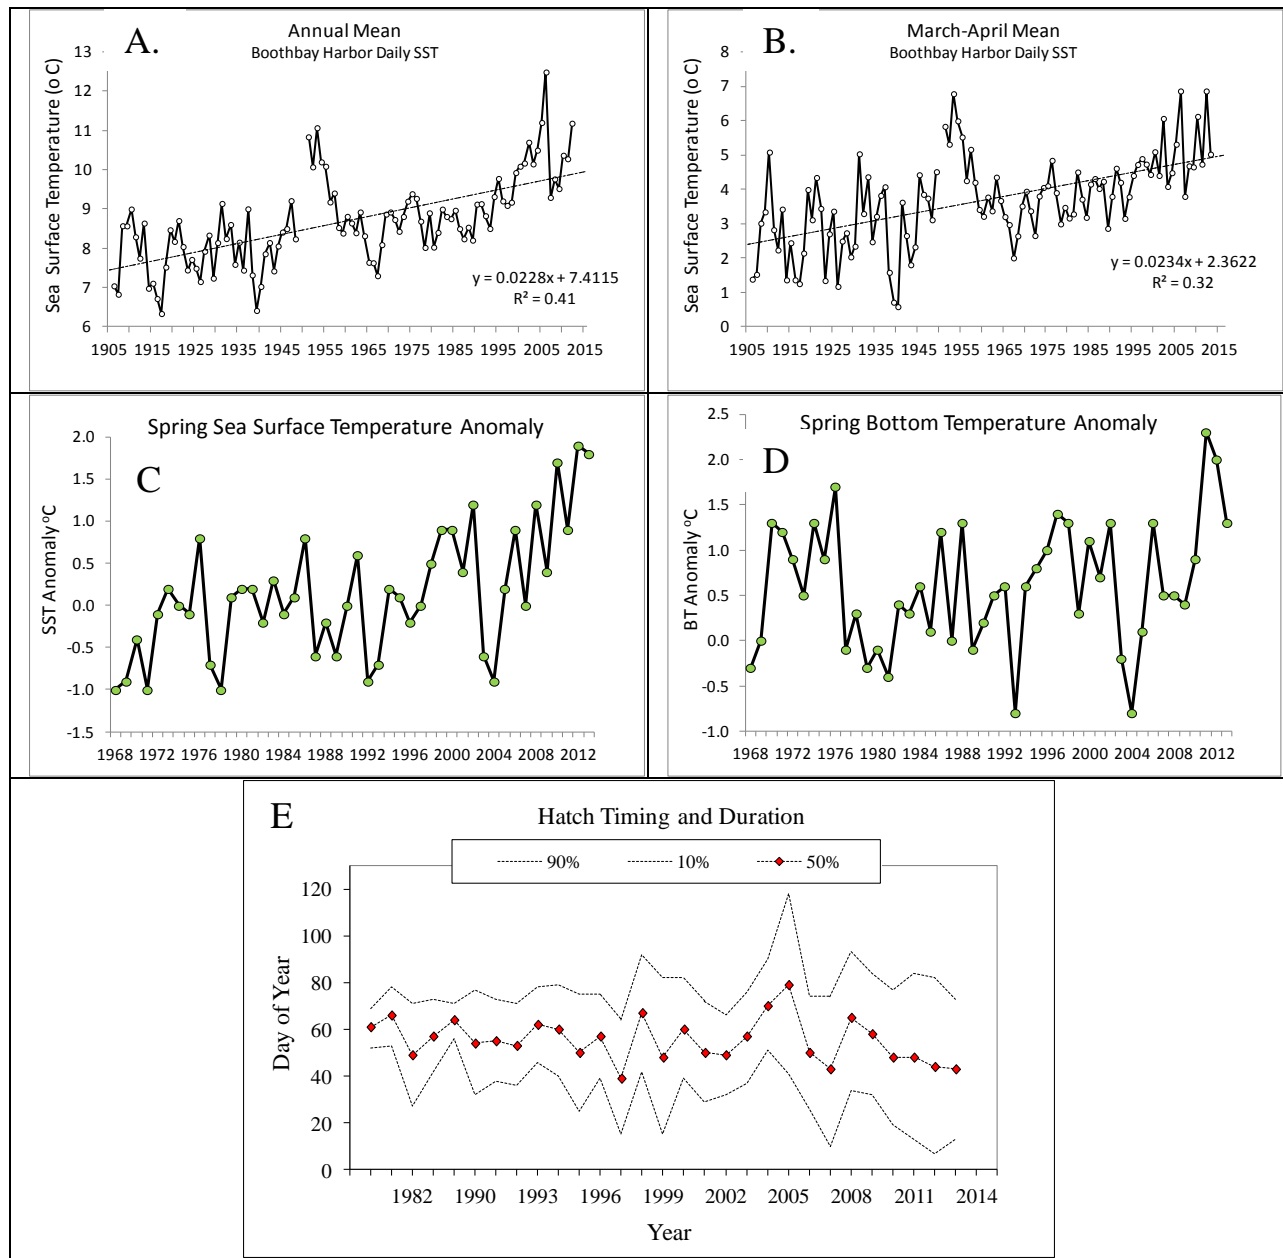 A.
Annual Mean
Boothbay Harbor Daily SST
Sea Surface Temperature (o C)
13
12
11
10
9
8
7
6
y = 0.0228x + 7.4115
R² = 0.41
1905 1915 1925 1935 1945 1955 1965 1975 1985 1995 2005 2015
B.
March-April Mean
Boothbay Harbor Daily SST
Sea Surface Temperature (o C)
8
7
6
5
4
3
2
1
0
y = 0.0234x + 2.3622
R² = 0.32
1905 1915 1925 1935 1945 1955 1965 1975 1985 1995 2005 2015
Spring Sea Surface Temperature Anomaly
C
SST Anomaly ºC
2.0
1.5
1.0
0.5
0.0
-0.5
-1.0
-1.5
1968 1972 1976 1980 1984 1988 1992 1996 2000 2004 2008 2012
Spring Bottom Temperature Anomaly
D
BT Anomaly ºC
2.5
2.0
1.5
1.0
0.5
0.0
-0.5
-1.0
1968 1972 1976 1980 1984 1988 1992 1996 2000 2004 2008 2012
E
Hatch Timing and Duration
90% 10% 50%
Day of Year
120
100
80
60
40
20
0
1982 1990 1993 1996 1999 2002 2005 2008 2011 2014
Year